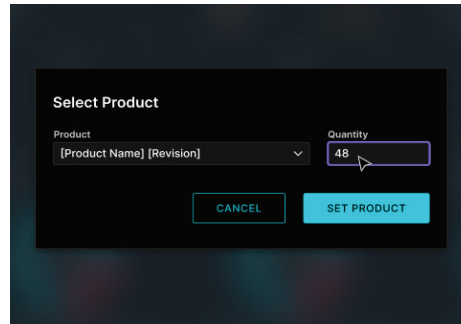 Select Product
Product
Quantity
[Product Name] [Revision]
48
CANCEL
SET PRODUCT